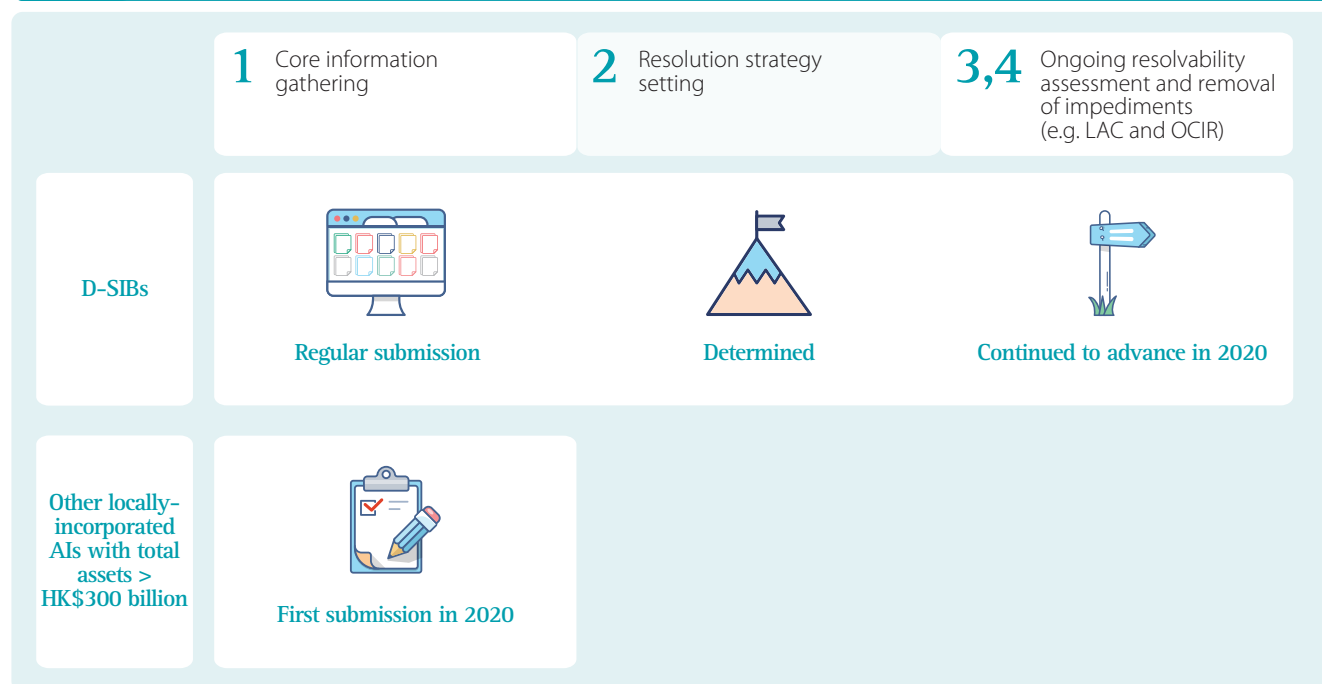 1
Core information
gathering
2
Resolution strategy
setting
3,4
Ongoing resolvability
assessment and removal
of impediments
(e.g. LAC and OCIR)
D-SIBs
Regular submission
Determined
Continued to advance in 2020
Other locally-
incorporated
AIs with total
assets >
HK$300 billion
First submission in 2020